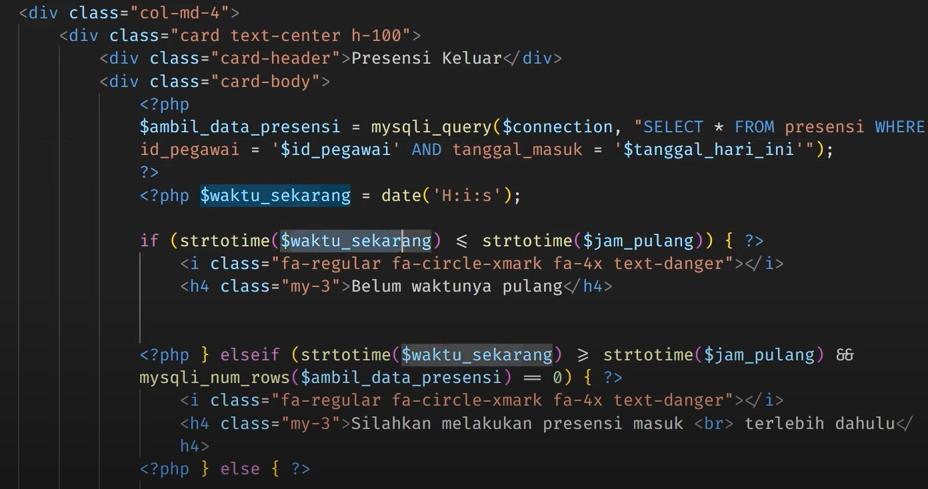 <div class="col-md-4">
<div class="card text-center h-100">
<div class="card-header">Presensi Keluar</div>
<div class="card-body">
<?php
$ambil_data_presensi = mysqli_query($connection, "SELECT * FROM presensi WHERE
id_pegawai = '$id_pegawai' AND tanggal_masuk = '$tanggal_hari_ini'");
?>
<?php $waktu_sekarang = date('H:i:s');
if (strtotime($waktu_sekarang) <= strtotime($jam_pulang)) { ?>
<i class="fa-regular fa-circle-xmark fa-4x text-danger"></i>
<h4 class="my-3">Belum waktunya pulang</h4>
<?php } elseif (strtotime($waktu_sekarang) >= strtotime($jam_pulang) &&
mysqli_num_rows($ambil_data_presensi) == 0) { ?>
<i class="fa-regular fa-circle-xmark fa-4x text-danger"></i>
<h4 class="my-3">Silahkan melakukan presensi masuk <br> terlebih dahulu</
h4>
<?php } else { ?>